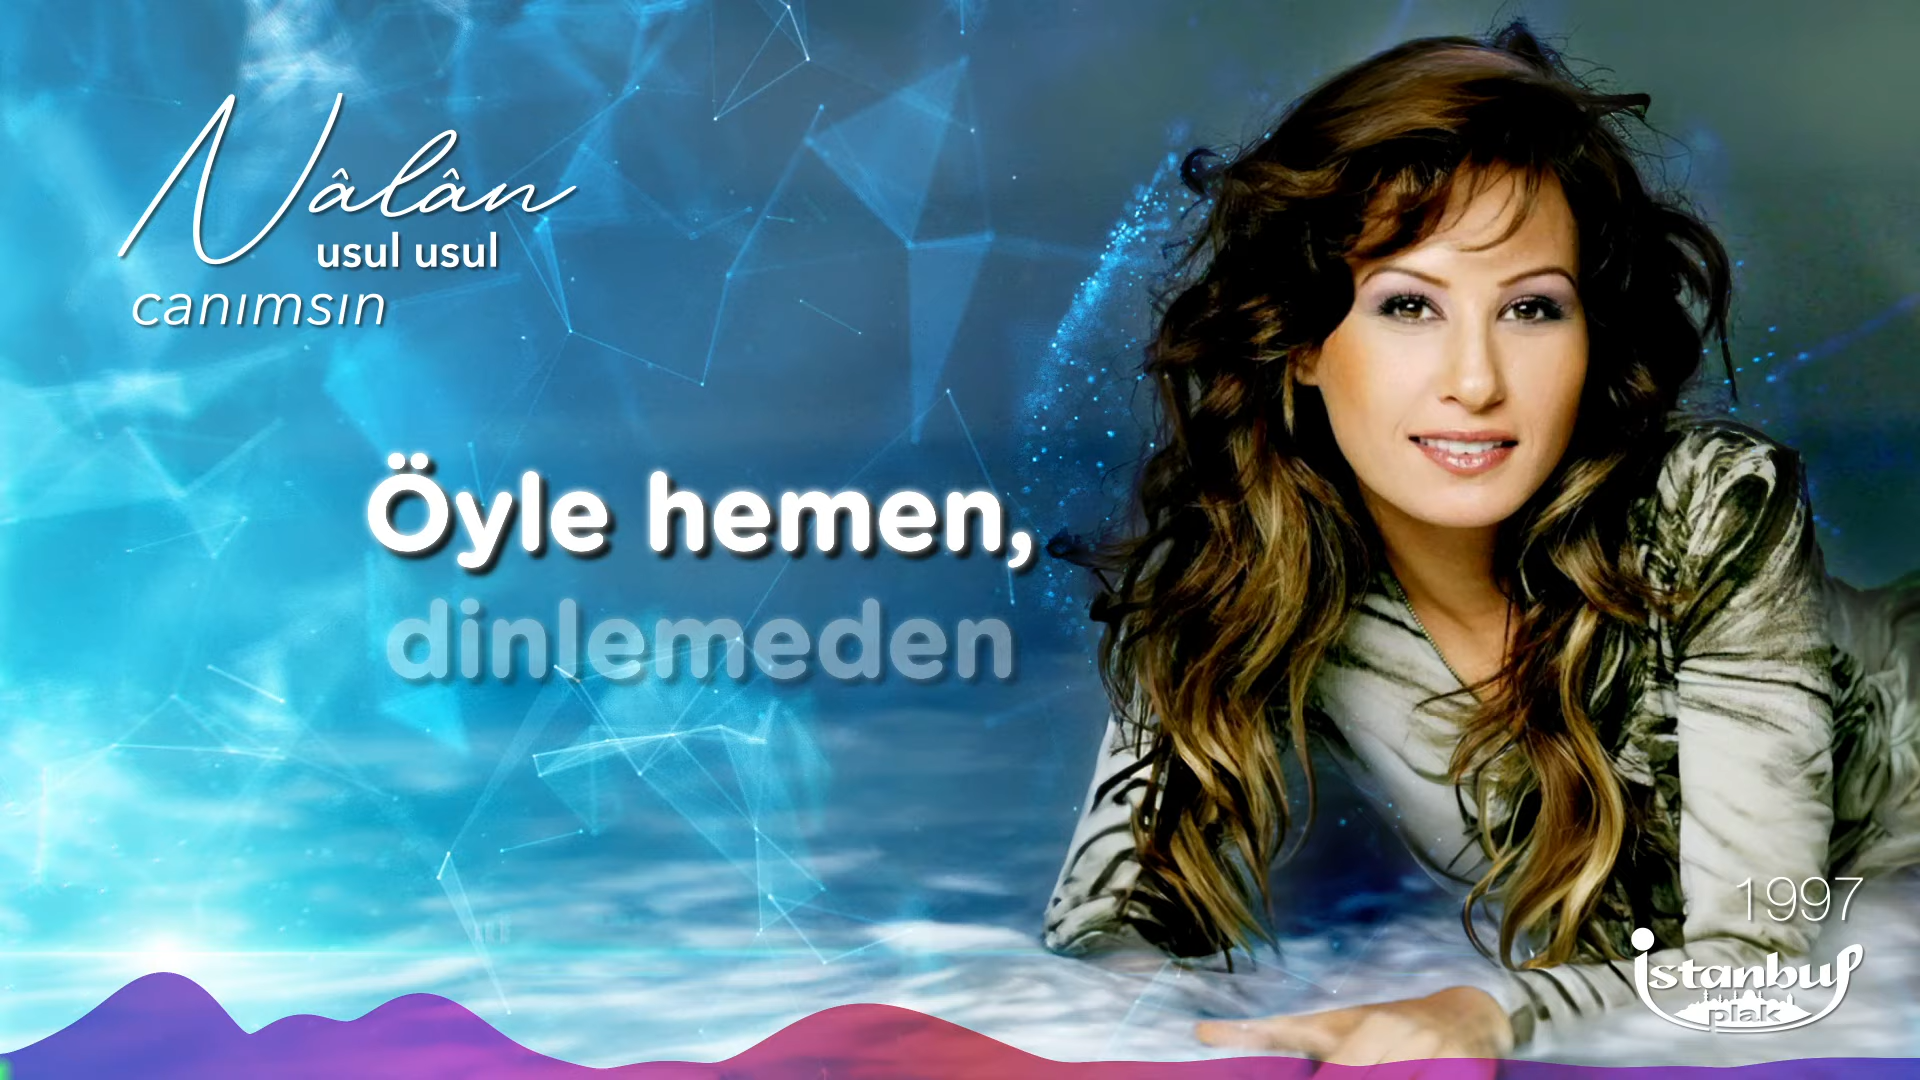 Nâlân
usul usul
canımsın
Öyle hemen,
dinlemeden
1997
istanbul
plak